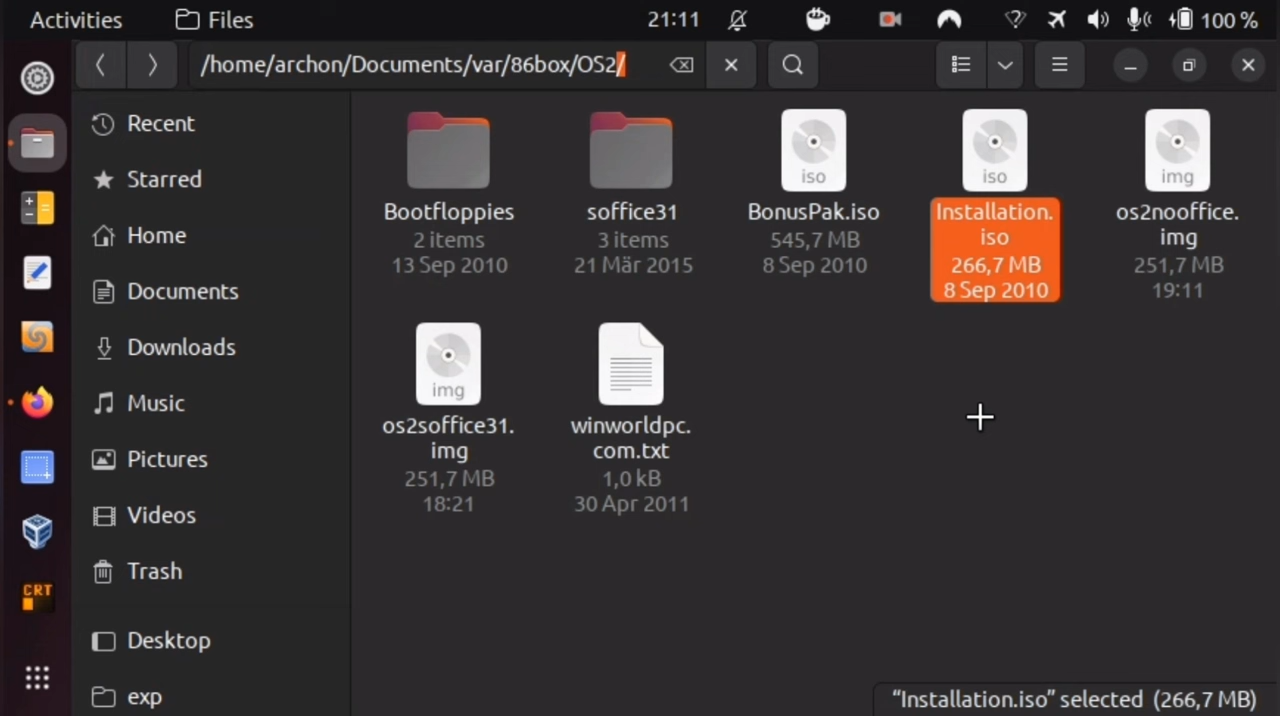 Activities Files 21:11 100 %
/home/archon/Documents/var/86box/OS2/
Recent
Starred
Home
Documents
Downloads
Music
Pictures
Videos
Trash
Desktop
exp
Bootfloppies
2 items
13 Sep 2010
soffice31
3 items
21 Mär 2015
iso
BonusPak.iso
545,7 MB
8 Sep 2010
iso
Installation.
iso
266,7 MB
8 Sep 2010
img
os2nooffice.
img
251,7 MB
19:11
img
os2soffice31.
img
251,7 MB
18:21
winworldpc.
com.txt
1,0 kB
30 Apr 2011
CRT
“Installation.iso” selected (266,7 MB)